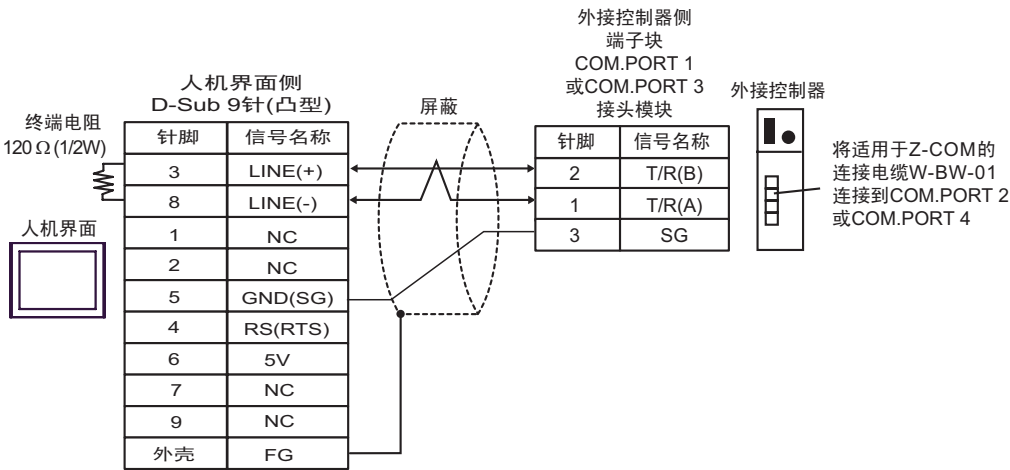 外接控制器侧
端子块
COM.PORT 1
或COM.PORT 3
接头模块
人机界面侧
D-Sub 9针(凸型)
屏蔽
外接控制器
终端电阻
120Ω(1/2W)
针脚 信号名称
3 LINE(+)
8 LINE(-)
1 NC
2 NC
5 GND(SG)
4 RS(RTS)
6 5V
7 NC
9 NC
外壳 FG
人机界面
针脚 信号名称
2 T/R(B)
1 T/R(A)
3 SG
将适用于Z-COM的
连接电缆W-BW-01
连接到COM.PORT 2
或COM.PORT 4